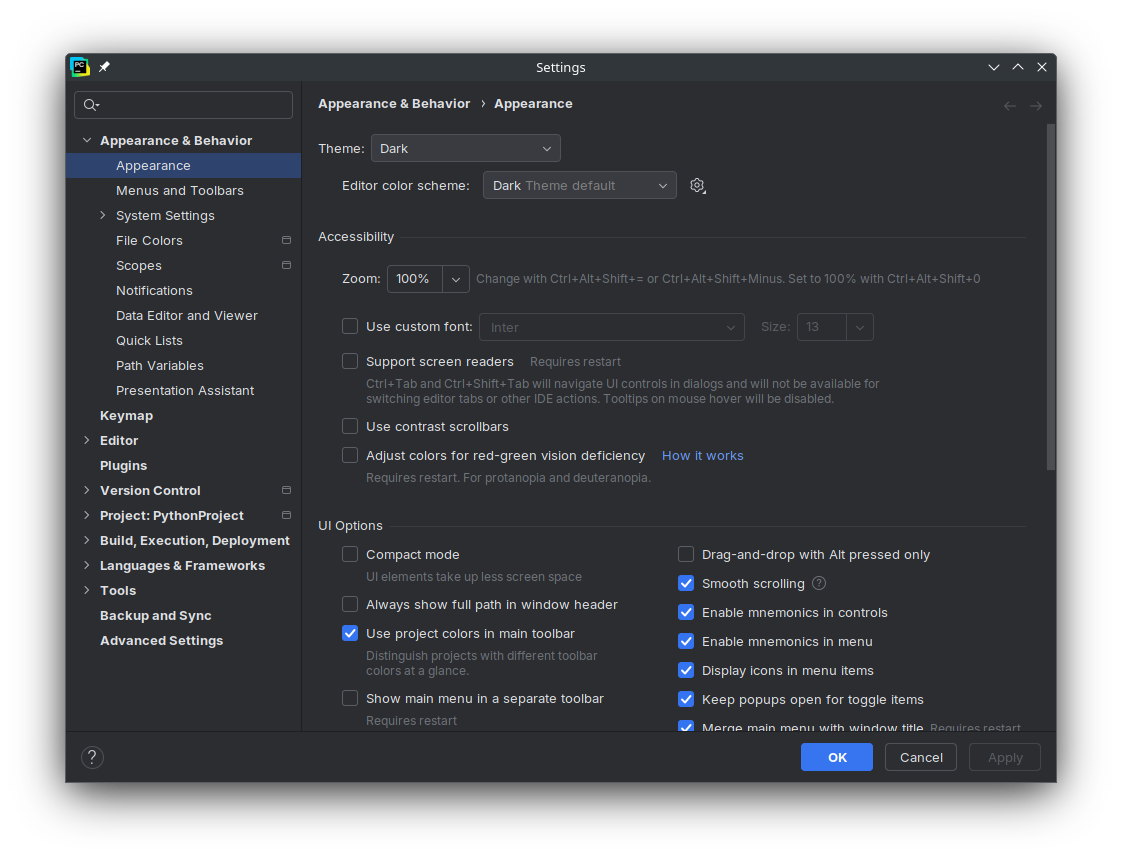 PC
Settings
Appearance & Behavior
Appearance
Menus and Toolbars
System Settings
File Colors
Scopes
Notifications
Data Editor and Viewer
Quick Lists
Path Variables
Presentation Assistant
Keymap
Editor
Plugins
Version Control
Project: PythonProject
Build, Execution, Deployment
Languages & Frameworks
Tools
Backup and Sync
Advanced Settings
Appearance & Behavior › Appearance
Theme: Dark
Editor color scheme: Dark Theme default
Accessibility
Zoom: 100% Change with Ctrl+Alt+Shift+= or Ctrl+Alt+Shift+Minus. Set to 100% with Ctrl+Alt+Shift+0
Use custom font: Inter Size: 13
Support screen readers Requires restart
Ctrl+Tab and Ctrl+Shift+Tab will navigate UI controls in dialogs and will not be available for
switching editor tabs or other IDE actions. Tooltips on mouse hover will be disabled.
Use contrast scrollbars
Adjust colors for red-green vision deficiency How it works
Requires restart. For protanopia and deuteranopia.
UI Options
Compact mode
UI elements take up less screen space
Always show full path in window header
Use project colors in main toolbar
Distinguish projects with different toolbar
colors at a glance.
Show main menu in a separate toolbar
Requires restart
Drag-and-drop with Alt pressed only
Smooth scrolling ?
Enable mnemonics in controls
Enable mnemonics in menu
Display icons in menu items
Keep popups open for toggle items
Merge main menu with window title Requires restart
?
OK
Cancel
Apply